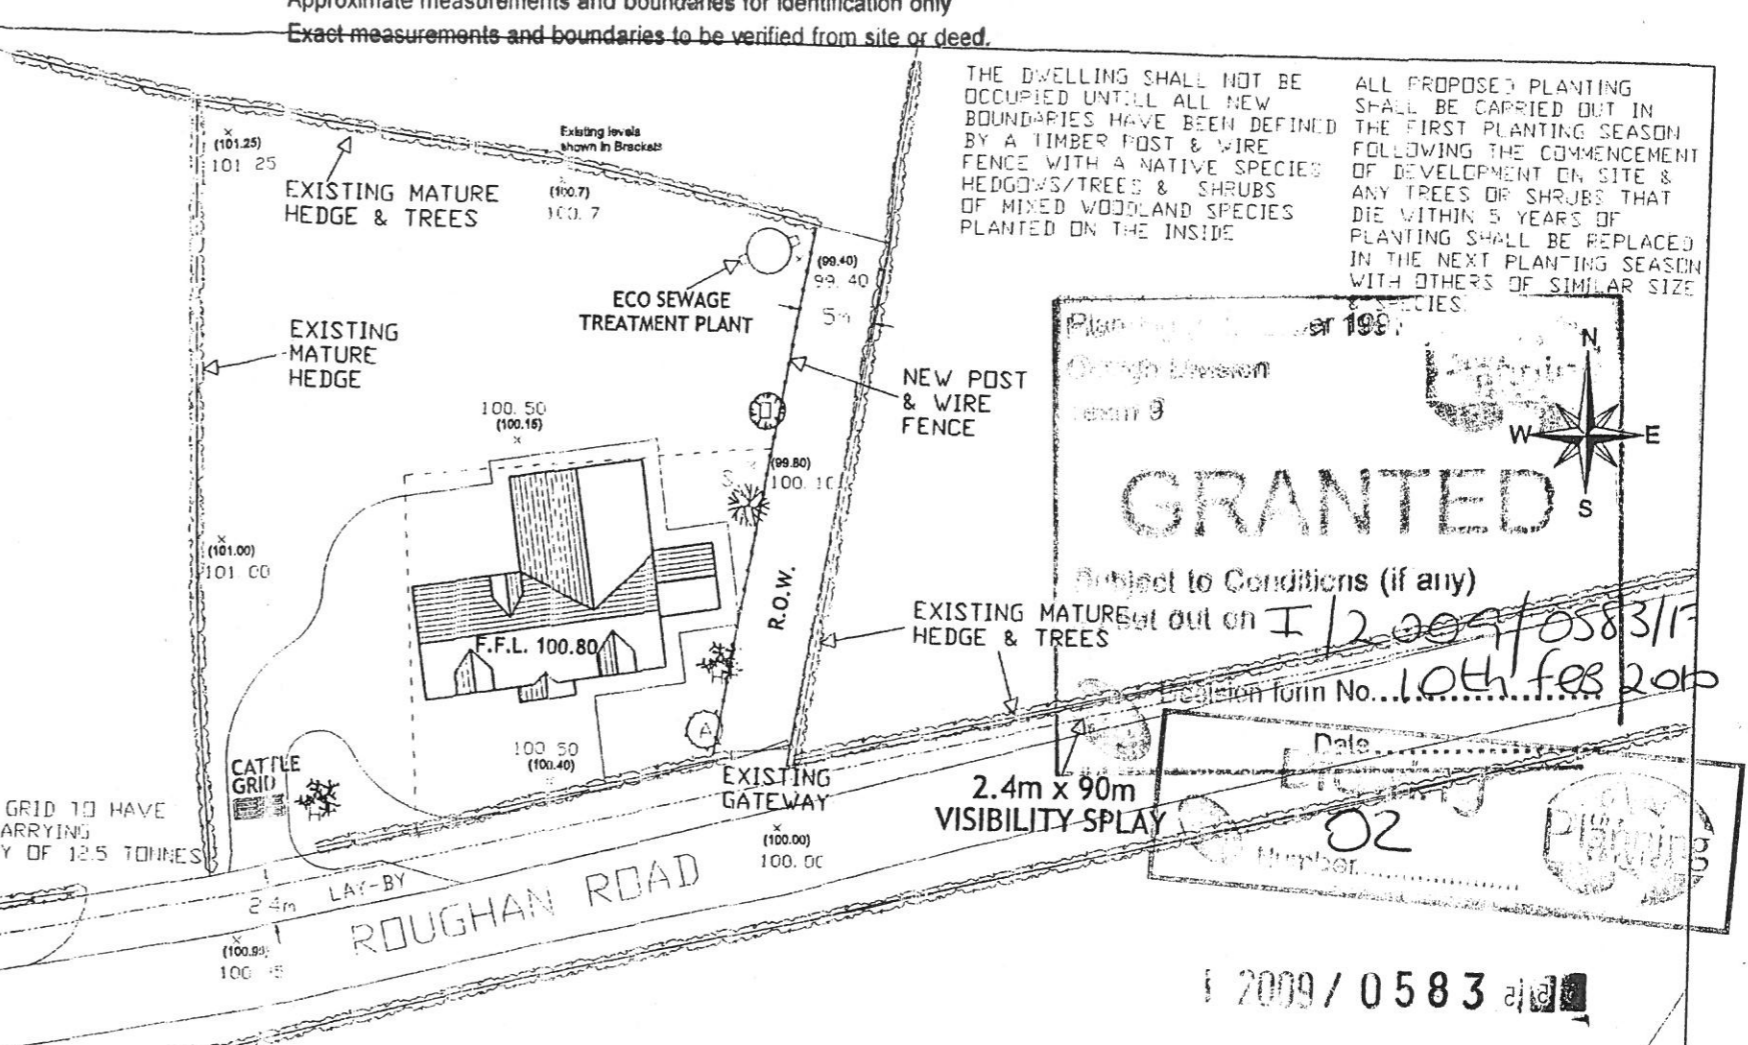 Approximate measurements and boundaries for identification only
Exact measurements and boundaries to be verified from site or deed.
THE DWELLING SHALL NOT BE
OCCUPIED UNTILL ALL NEW
BOUNDARIES HAVE BEEN DEFINED
BY A TIMBER POST & WIRE
FENCE WITH A NATIVE SPECIES
HEDGOWS/TREES & SHRUBS
OF MIXED WOODLAND SPECIES
PLANTED ON THE INSIDE
ALL PROPOSED PLANTING
SHALL BE CARRIED OUT IN
THE FIRST PLANTING SEASON
FOLLOWING THE COMMENCEMENT
OF DEVELOPMENT ON SITE &
ANY TREES OR SHRUBS THAT
DIE WITHIN 5 YEARS OF
PLANTING SHALL BE REPLACED
IN THE NEXT PLANTING SEASON
WITH OTHERS OF SIMILAR SIZE
& SPECIES.
(101.25)
101.25
Existing levels
shown in Brackets
EXISTING MATURE
HEDGE & TREES
(100.7)
100.7
(99.40)
99.40
5m
ECO SEWAGE
TREATMENT PLANT
EXISTING
MATURE
HEDGE
NEW POST
& WIRE
FENCE
100.50
(100.15)
(99.80)
100.10
(101.00)
101.00
R.O.W.
F.F.L. 100.80
EXISTING MATURE
HEDGE & TREES
A
H
100.50
(100.40)
CATTLE
GRID
H
EXISTING
GATEWAY
2.4m x 90m
VISIBILITY SPLAY
(100.00)
100.00
GRID TO HAVE
ARRYING
Y OF 12.5 TONNES
LAY-BY
2.4m
ROUGHAN ROAD
N
W
E
S
GRANTED
Subject to Conditions (if any)
out on I/2009/0583/F
Decision form No. 10th feb 2010
Date
Planning
02
Number
2009/0583